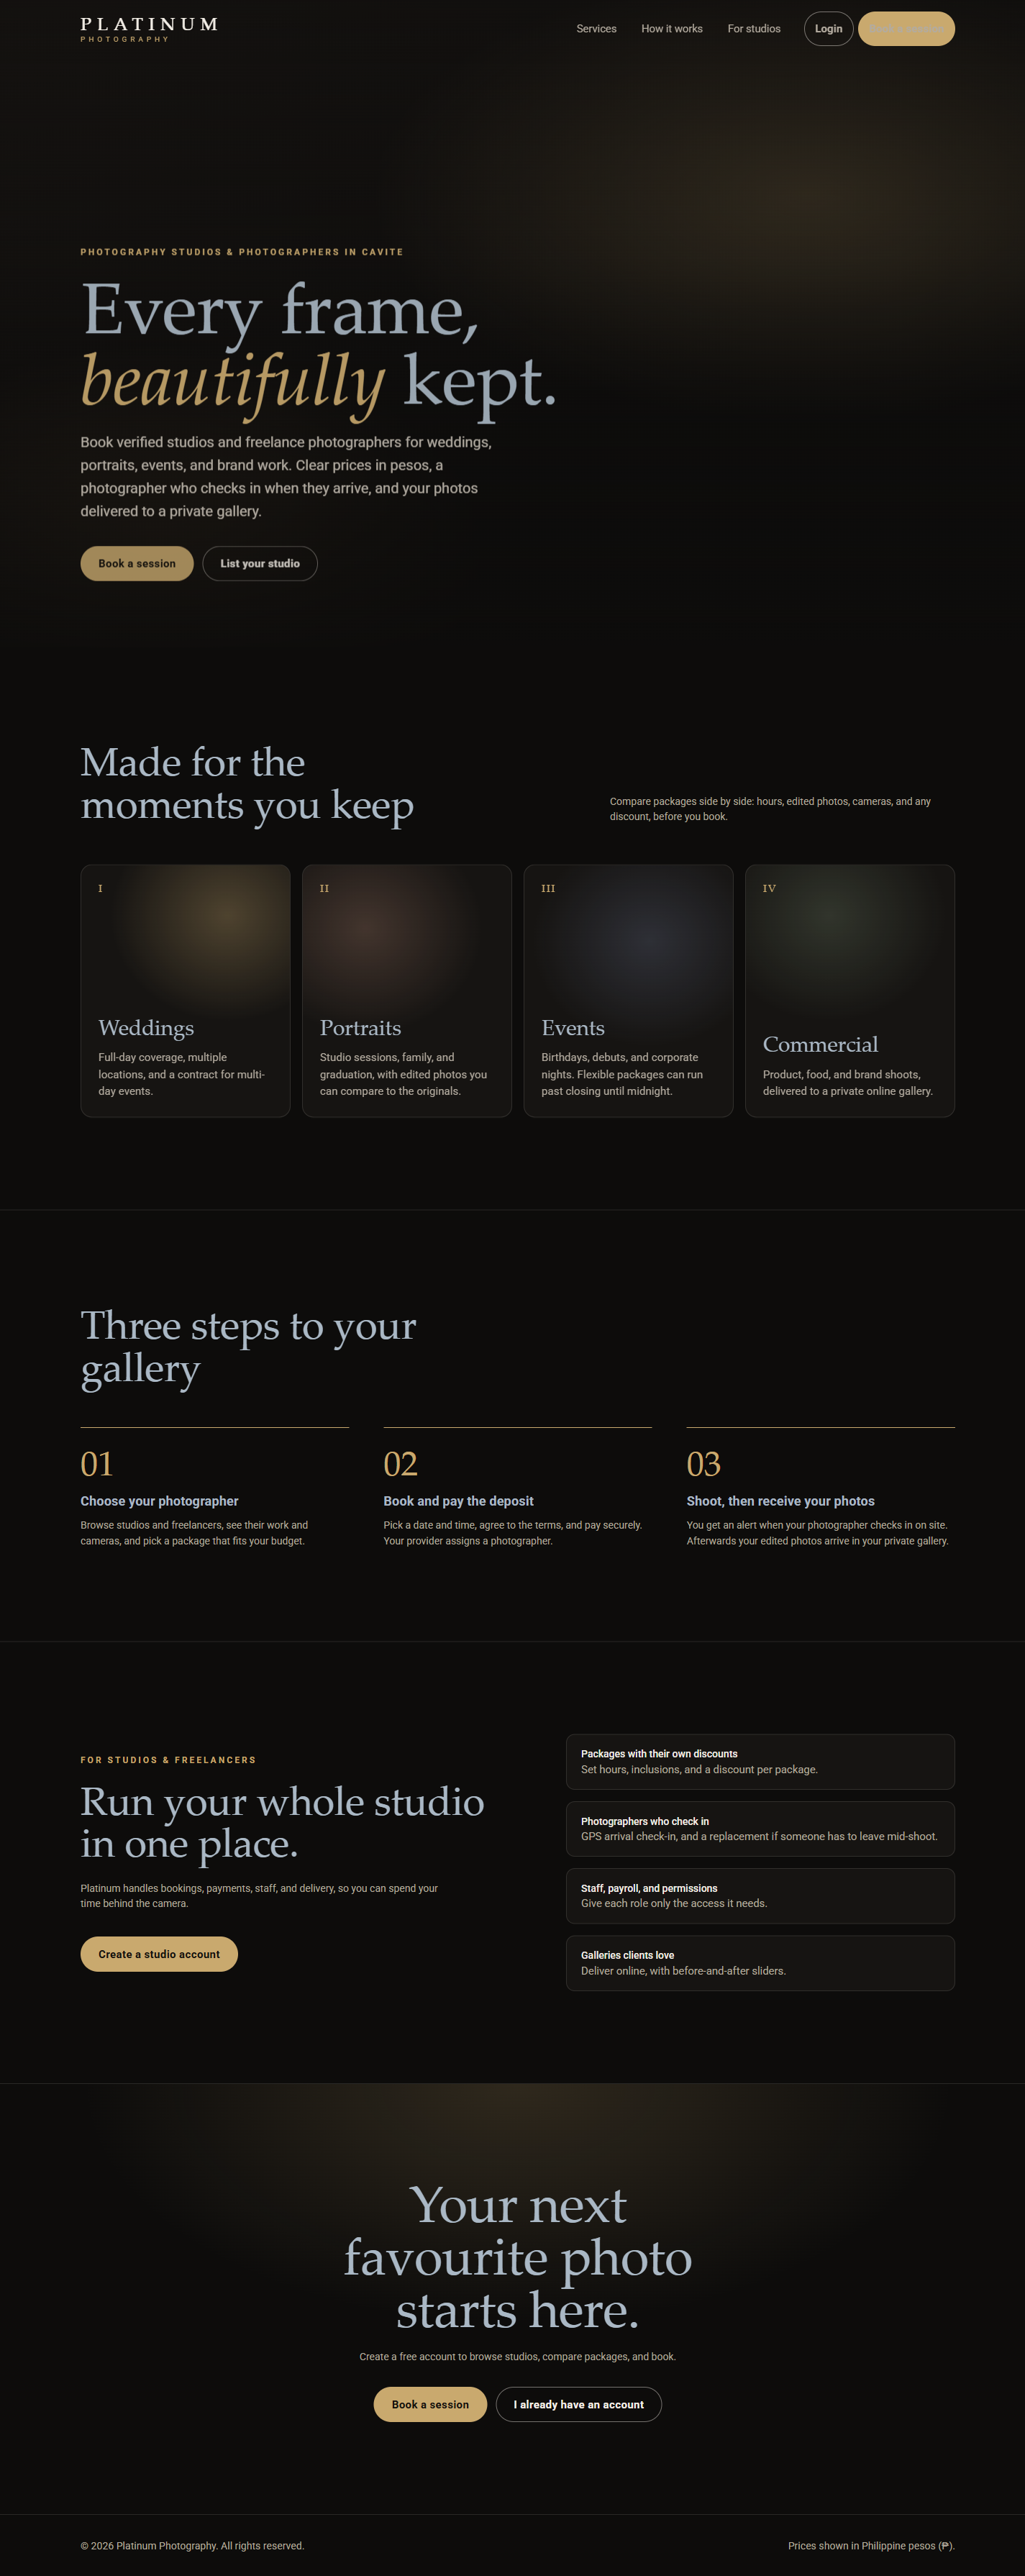 PLATINUM
PHOTOGRAPHY
Services
How it works
For studios
Login
PHOTOGRAPHY STUDIOS & PHOTOGRAPHERS IN CAVITE
Every frame,
beautifully kept.
Book verified studios and freelance photographers for weddings,
portraits, events, and brand work. Clear prices in pesos, a
photographer who checks in when they arrive, and your photos
delivered to a private gallery.
Book a session
List your studio
Made for the
moments you keep
Compare packages side by side: hours, edited photos, cameras, and any
discount, before you book.
I
Weddings
Full-day coverage, multiple
locations, and a contract for multi-
day events.
II
Portraits
Studio sessions, family, and
graduation, with edited photos you
can compare to the originals.
III
Events
Birthdays, debuts, and corporate
nights. Flexible packages can run
past closing until midnight.
IV
Commercial
Product, food, and brand shoots,
delivered to a private online gallery.
Three steps to your
gallery
01
Choose your photographer
Browse studios and freelancers, see their work and
cameras, and pick a package that fits your budget.
02
Book and pay the deposit
Pick a date and time, agree to the terms, and pay securely.
Your provider assigns a photographer.
03
Shoot, then receive your photos
You get an alert when your photographer checks in on site.
Afterwards your edited photos arrive in your private gallery.
FOR STUDIOS & FREELANCERS
Run your whole studio
in one place.
Platinum handles bookings, payments, staff, and delivery, so you can spend your
time behind the camera.
Create a studio account
Packages with their own discounts
Set hours, inclusions, and a discount per package.
Photographers who check in
GPS arrival check-in, and a replacement if someone has to leave mid-shoot.
Staff, payroll, and permissions
Give each role only the access it needs.
Galleries clients love
Deliver online, with before-and-after sliders.
Your next
favourite photo
starts here.
Create a free account to browse studios, compare packages, and book.
Book a session
I already have an account
© 2026 Platinum Photography. All rights reserved.
Prices shown in Philippine pesos (₱).